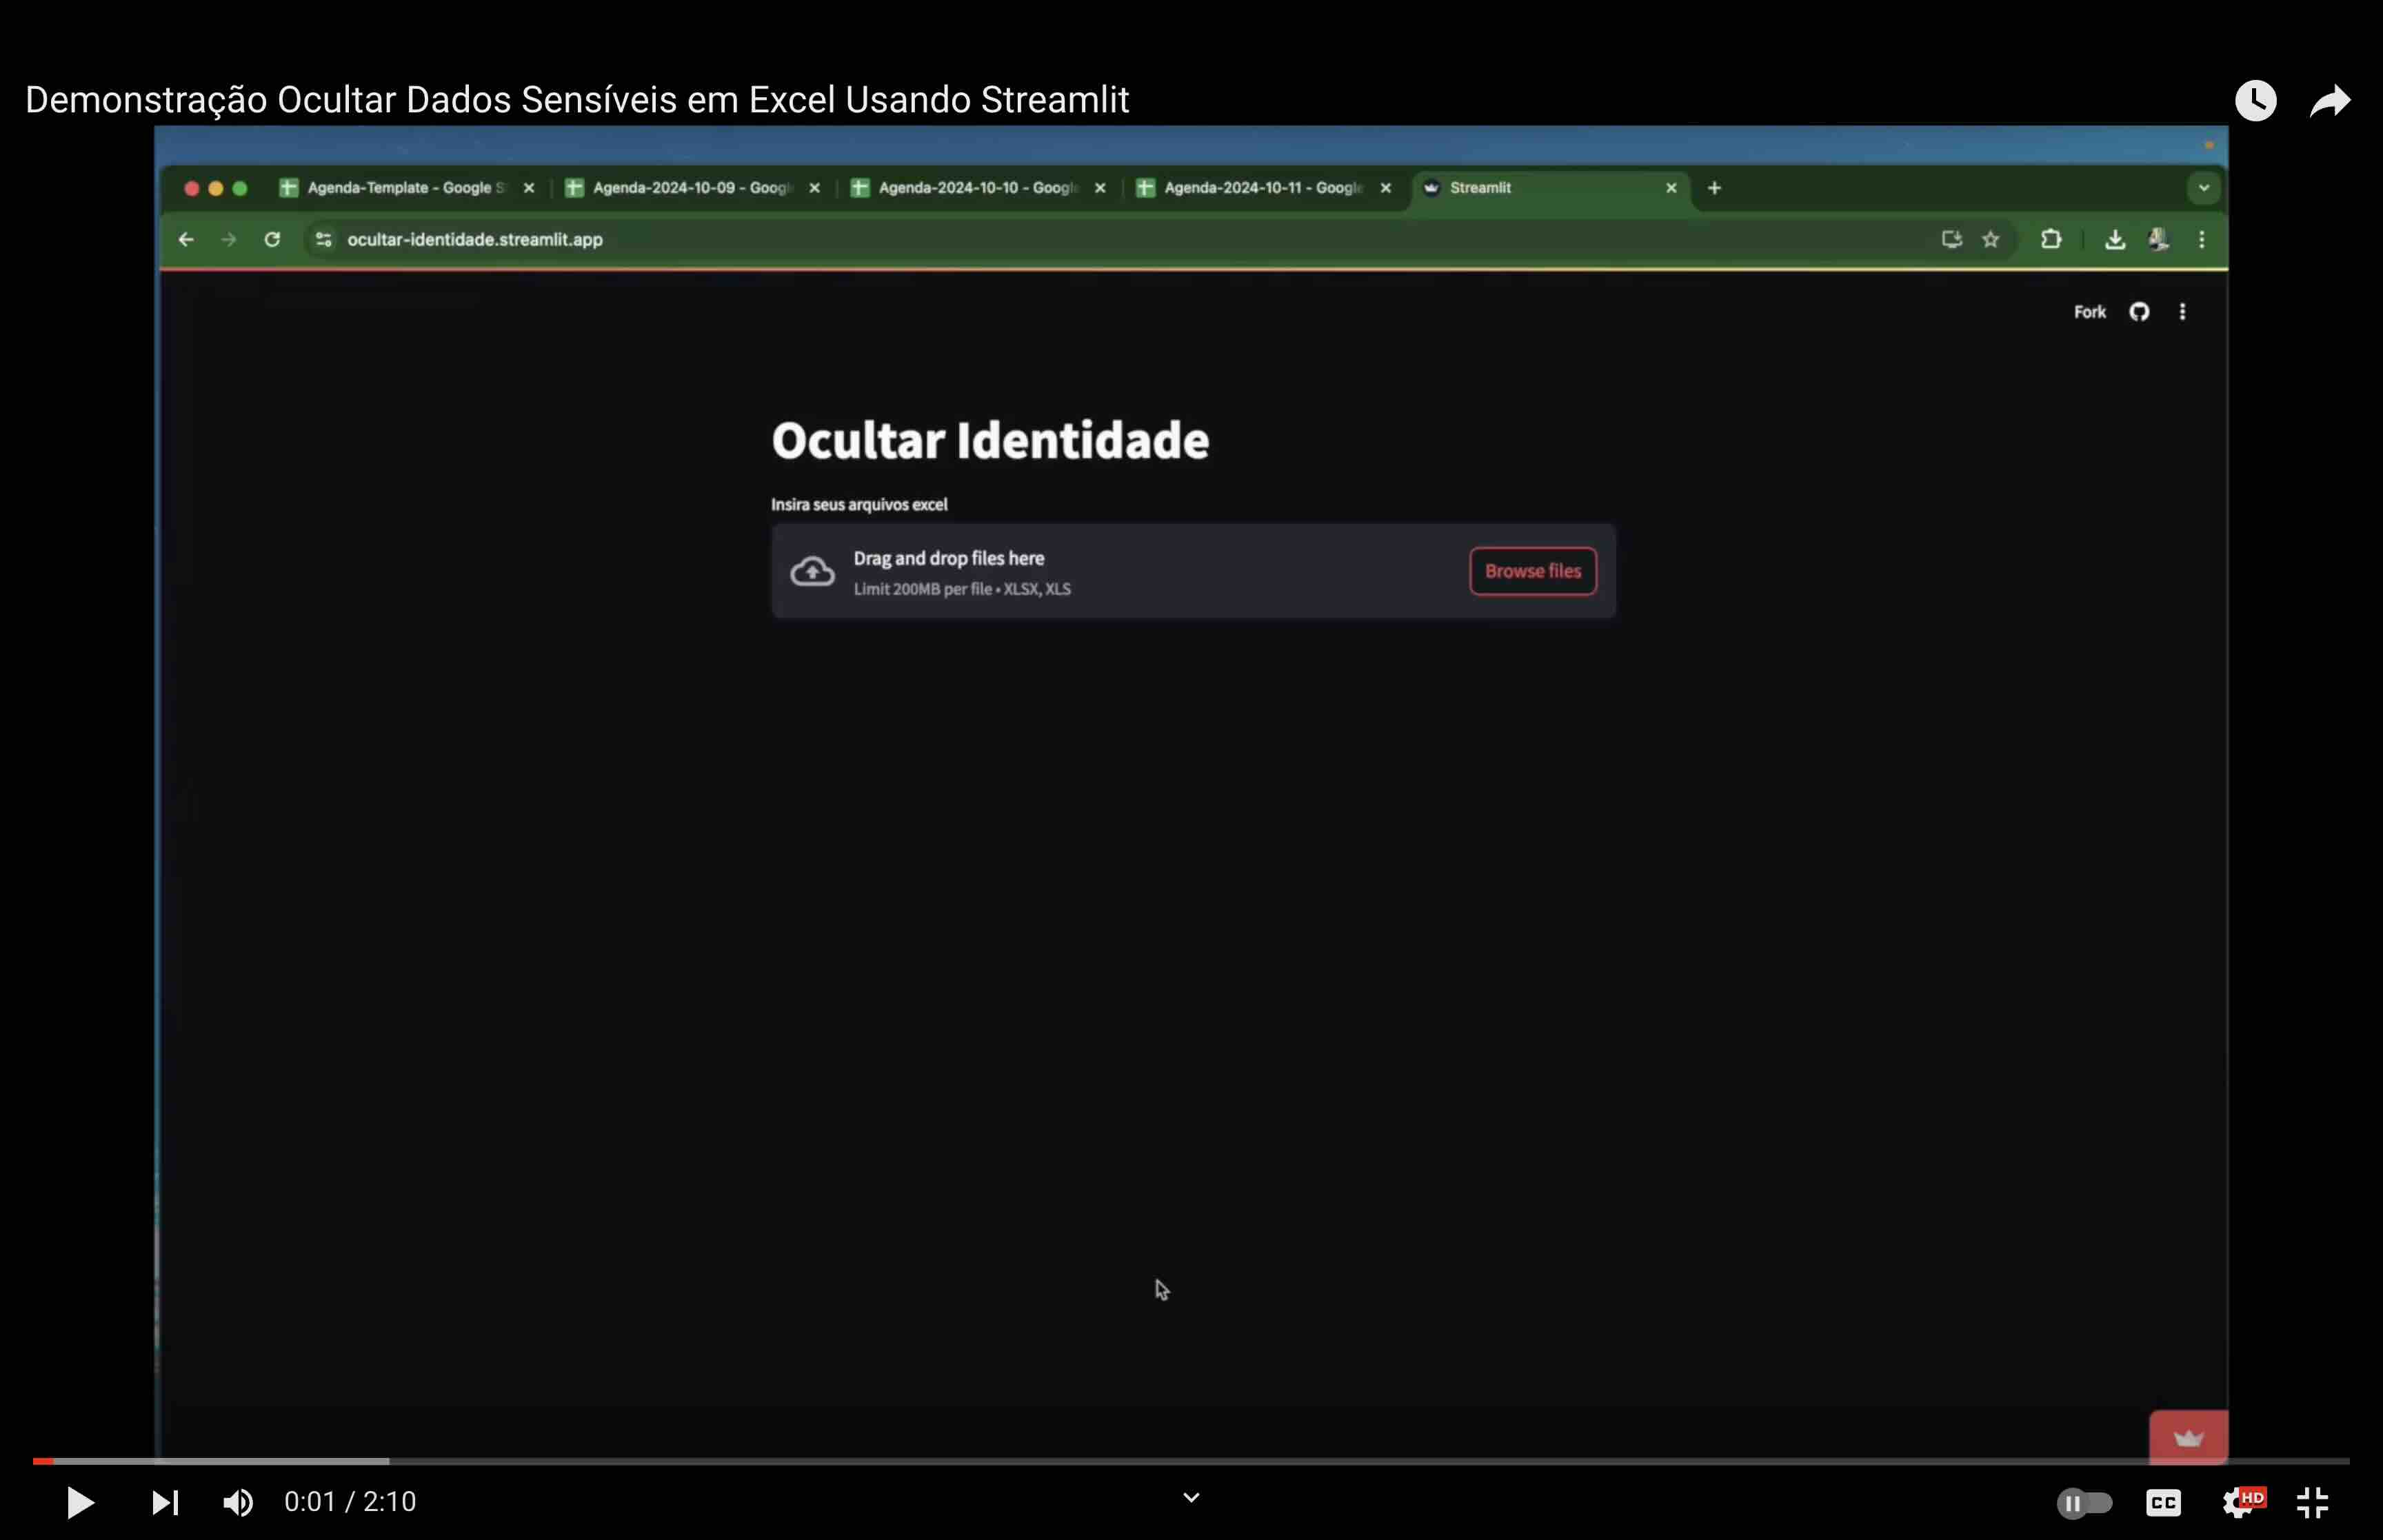 Demonstração Ocultar Dados Sensíveis em Excel Usando Streamlit
Agenda-Template - Google S
Agenda-2024-10-09 - Googl
Agenda-2024-10-10 - Googl
Agenda-2024-10-11 - Google
Streamlit
ocultar-identidade.streamlit.app
Fork
Ocultar Identidade
Insira seus arquivos excel
Drag and drop files here
Limit 200MB per file • XLSX, XLS
Browse files
0:01 / 2:10
CC
HD